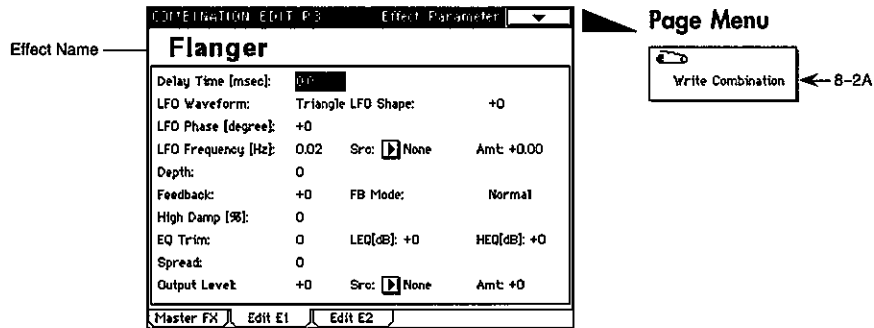 COMBINATION EDIT P3 Effect Parameter
Page Menu
Effect Name
Flanger
Write Combination
8-2A
Delay Time [msec]: 0.0
LFO Waveform: Triangle LFO Shape: +0
LFO Phase [degree]: +0
LFO Frequency [Hz]: 0.02 Src: None Amt: +0.00
Depth: 0
Feedback: +0 FB Mode: Normal
High Damp [%]: 0
EQ Trim: 0 LEQ[dB]: +0 HEQ[dB]: +0
Spread: 0
Output Level: +0 Src: None Amt: +0
Master FX Edit E1 Edit E2